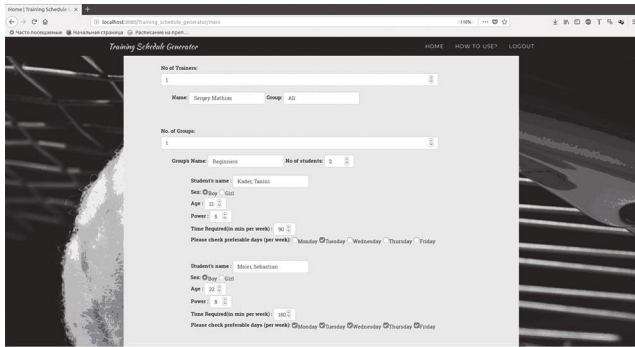 Home | Training Schedule G
localhost:8080/Training_schedule_generator/main
110%
Часто посещаемые Начальная страница Расписание на преп...
Training Schedule Generator HOME HOW TO USE? LOGOUT
No of Trainers:
1
Name: Sergey Mathias Group: All
No. of Groups:
1
Group's Name: Beginners No of students: 2
Student's name : Kader, Tanini
Sex: Boy Girl
Age : 21
Power : 5
Time Required(in min per week) : 90
Please check preferable days (per week): Monday Tuesday Wednesday Thursday Friday
Student's name : Meier, Sebastian
Sex: Boy Girl
Age : 22
Power : 8
Time Required(in min per week) : 180
Please check preferable days (per week): Monday Tuesday Wednesday Thursday Friday